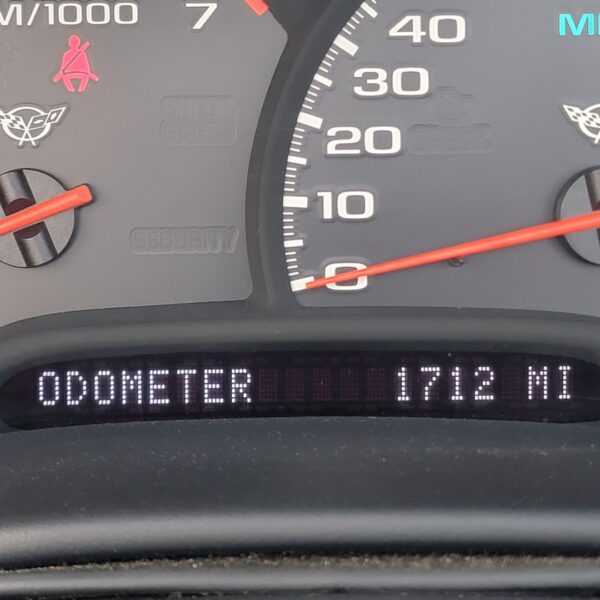 M/1000 7
40
30
20
10
0
CHECK
GAGES
SECURITY
ODOMETER 1712 MI